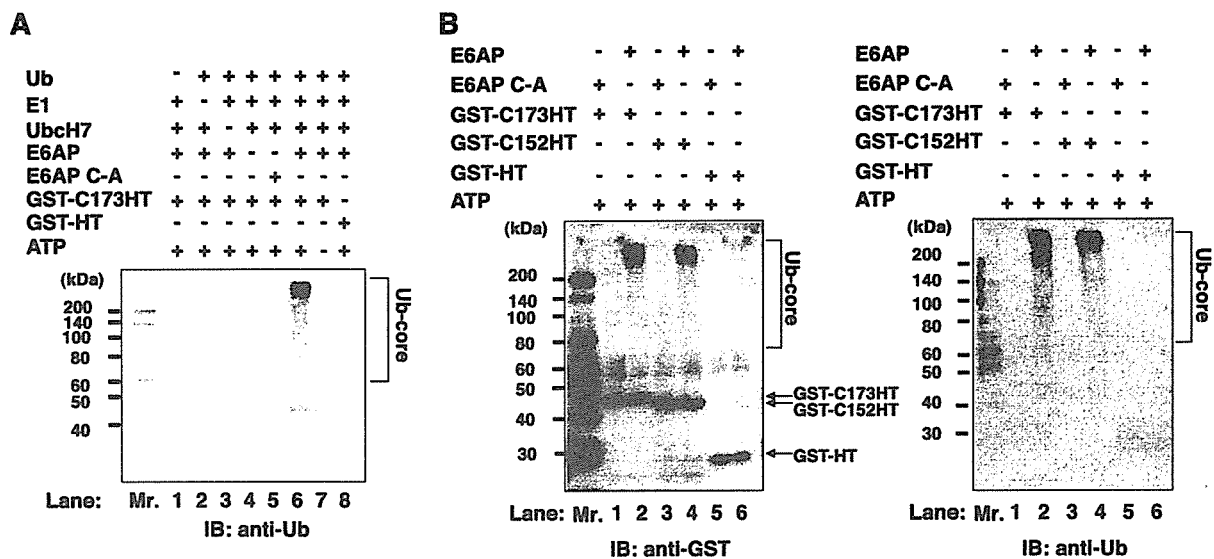 A
Ub - + + + + + + +
E1 + - + + + + + +
UbcH7 + + - + + + + +
E6AP + + + - - + + +
E6AP C-A - - - - + - - -
GST-C173HT + + + + + + + -
GST-HT - - - - - - - +
ATP + + + + + + - +
(kDa)
200
140
100
80
60
50
40
Ub-core
Lane: Mr. 1 2 3 4 5 6 7 8
IB: anti-Ub
B
E6AP - + - + - +
E6AP C-A + - + - + -
GST-C173HT + + - - - -
GST-C152HT - - + + - -
GST-HT - - - - + +
ATP + + + + + +
(kDa)
200
140
100
80
60
50
40
30
Ub-core
GST-C173HT
GST-C152HT
GST-HT
Lane: Mr. 1 2 3 4 5 6
IB: anti-GST
E6AP - + - + - +
E6AP C-A + - + - + -
GST-C173HT + + - - - -
GST-C152HT - - + + - -
GST-HT - - - - + +
ATP + + + + + +
(kDa)
200
140
100
80
60
50
40
30
Ub-core
Lane: Mr. 1 2 3 4 5 6
IB: anti-Ub